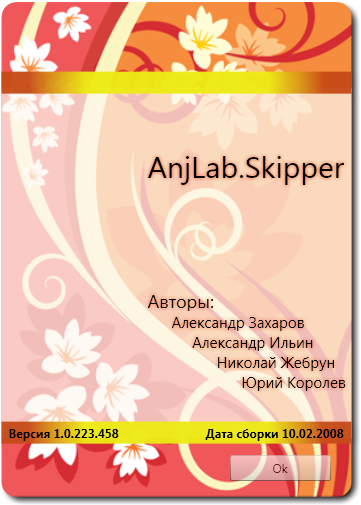 AnjLab.Skipper
Авторы:
Александр Захаров
Александр Ильин
Николай Жебрун
Юрий Королев
Версия 1.0.223.458 Дата сборки 10.02.2008
Ok